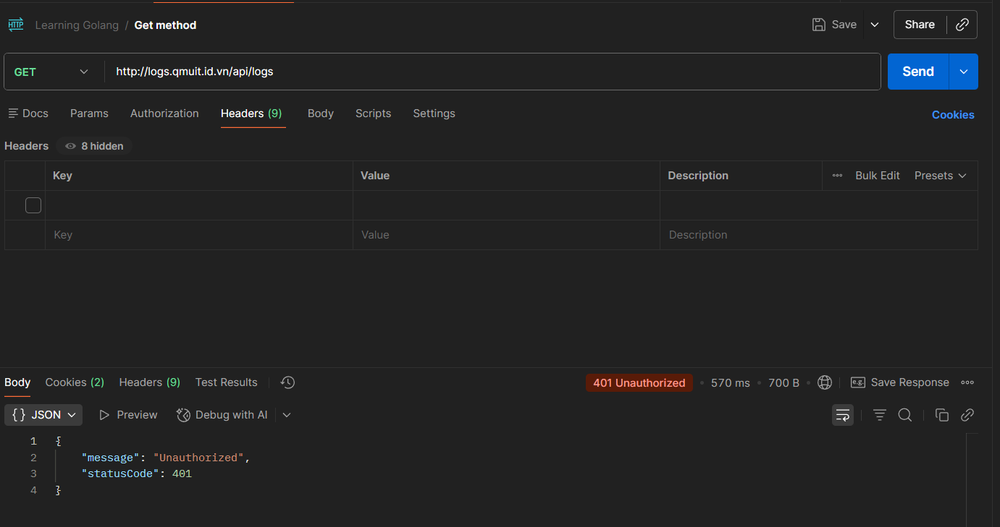 HTTP Learning Golang / Get method Save Share
GET http://logs.qmuit.id.vn/api/logs Send
Docs Params Authorization Headers (9) Body Scripts Settings Cookies
Headers 8 hidden
Key Value Description Bulk Edit Presets
Key Value Description
Body Cookies (2) Headers (9) Test Results 401 Unauthorized • 570 ms • 700 B • e.g. Save Response
{} JSON Preview Debug with AI
1 {
2 "message": "Unauthorized",
3 "statusCode": 401
4 }